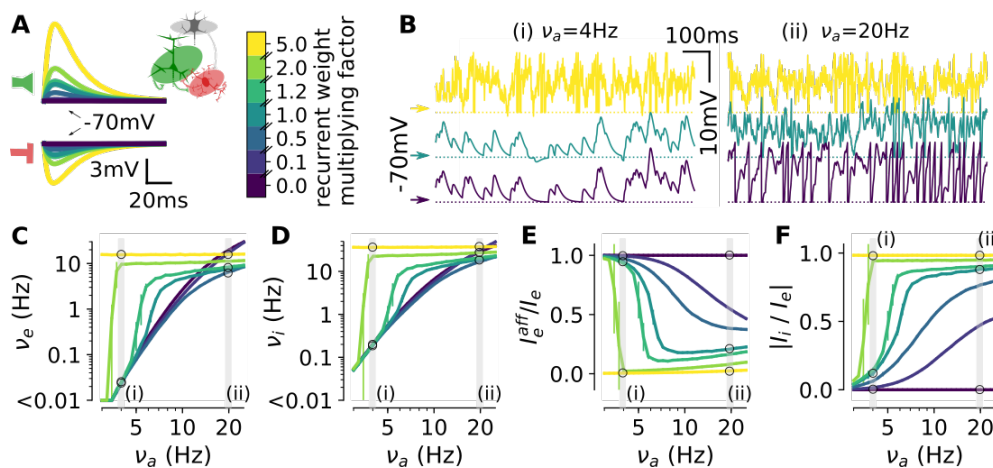 A
-70mV
3mV
20ms
5.0
2.0
1.2
1.0
0.5
0.1
0.0
recurrent weight
multiplying factor
B
(i) νa=4Hz
100ms
(ii) νa=20Hz
-70mV
10mV
C
νe (Hz)
10
1
0.1
<0.01
(i)
(ii)
5 10 20
νa (Hz)
D
νi (Hz)
10
1
0.1
<0.01
(i)
(ii)
5 10 20
νa (Hz)
E
Ie^aff/Ie
1.0
0.5
0.0
(i)
(ii)
5 10 20
νa (Hz)
F
|Ii / Ie|
1.0
0.5
0.0
(i)
(ii
5 10 20
νa (Hz)